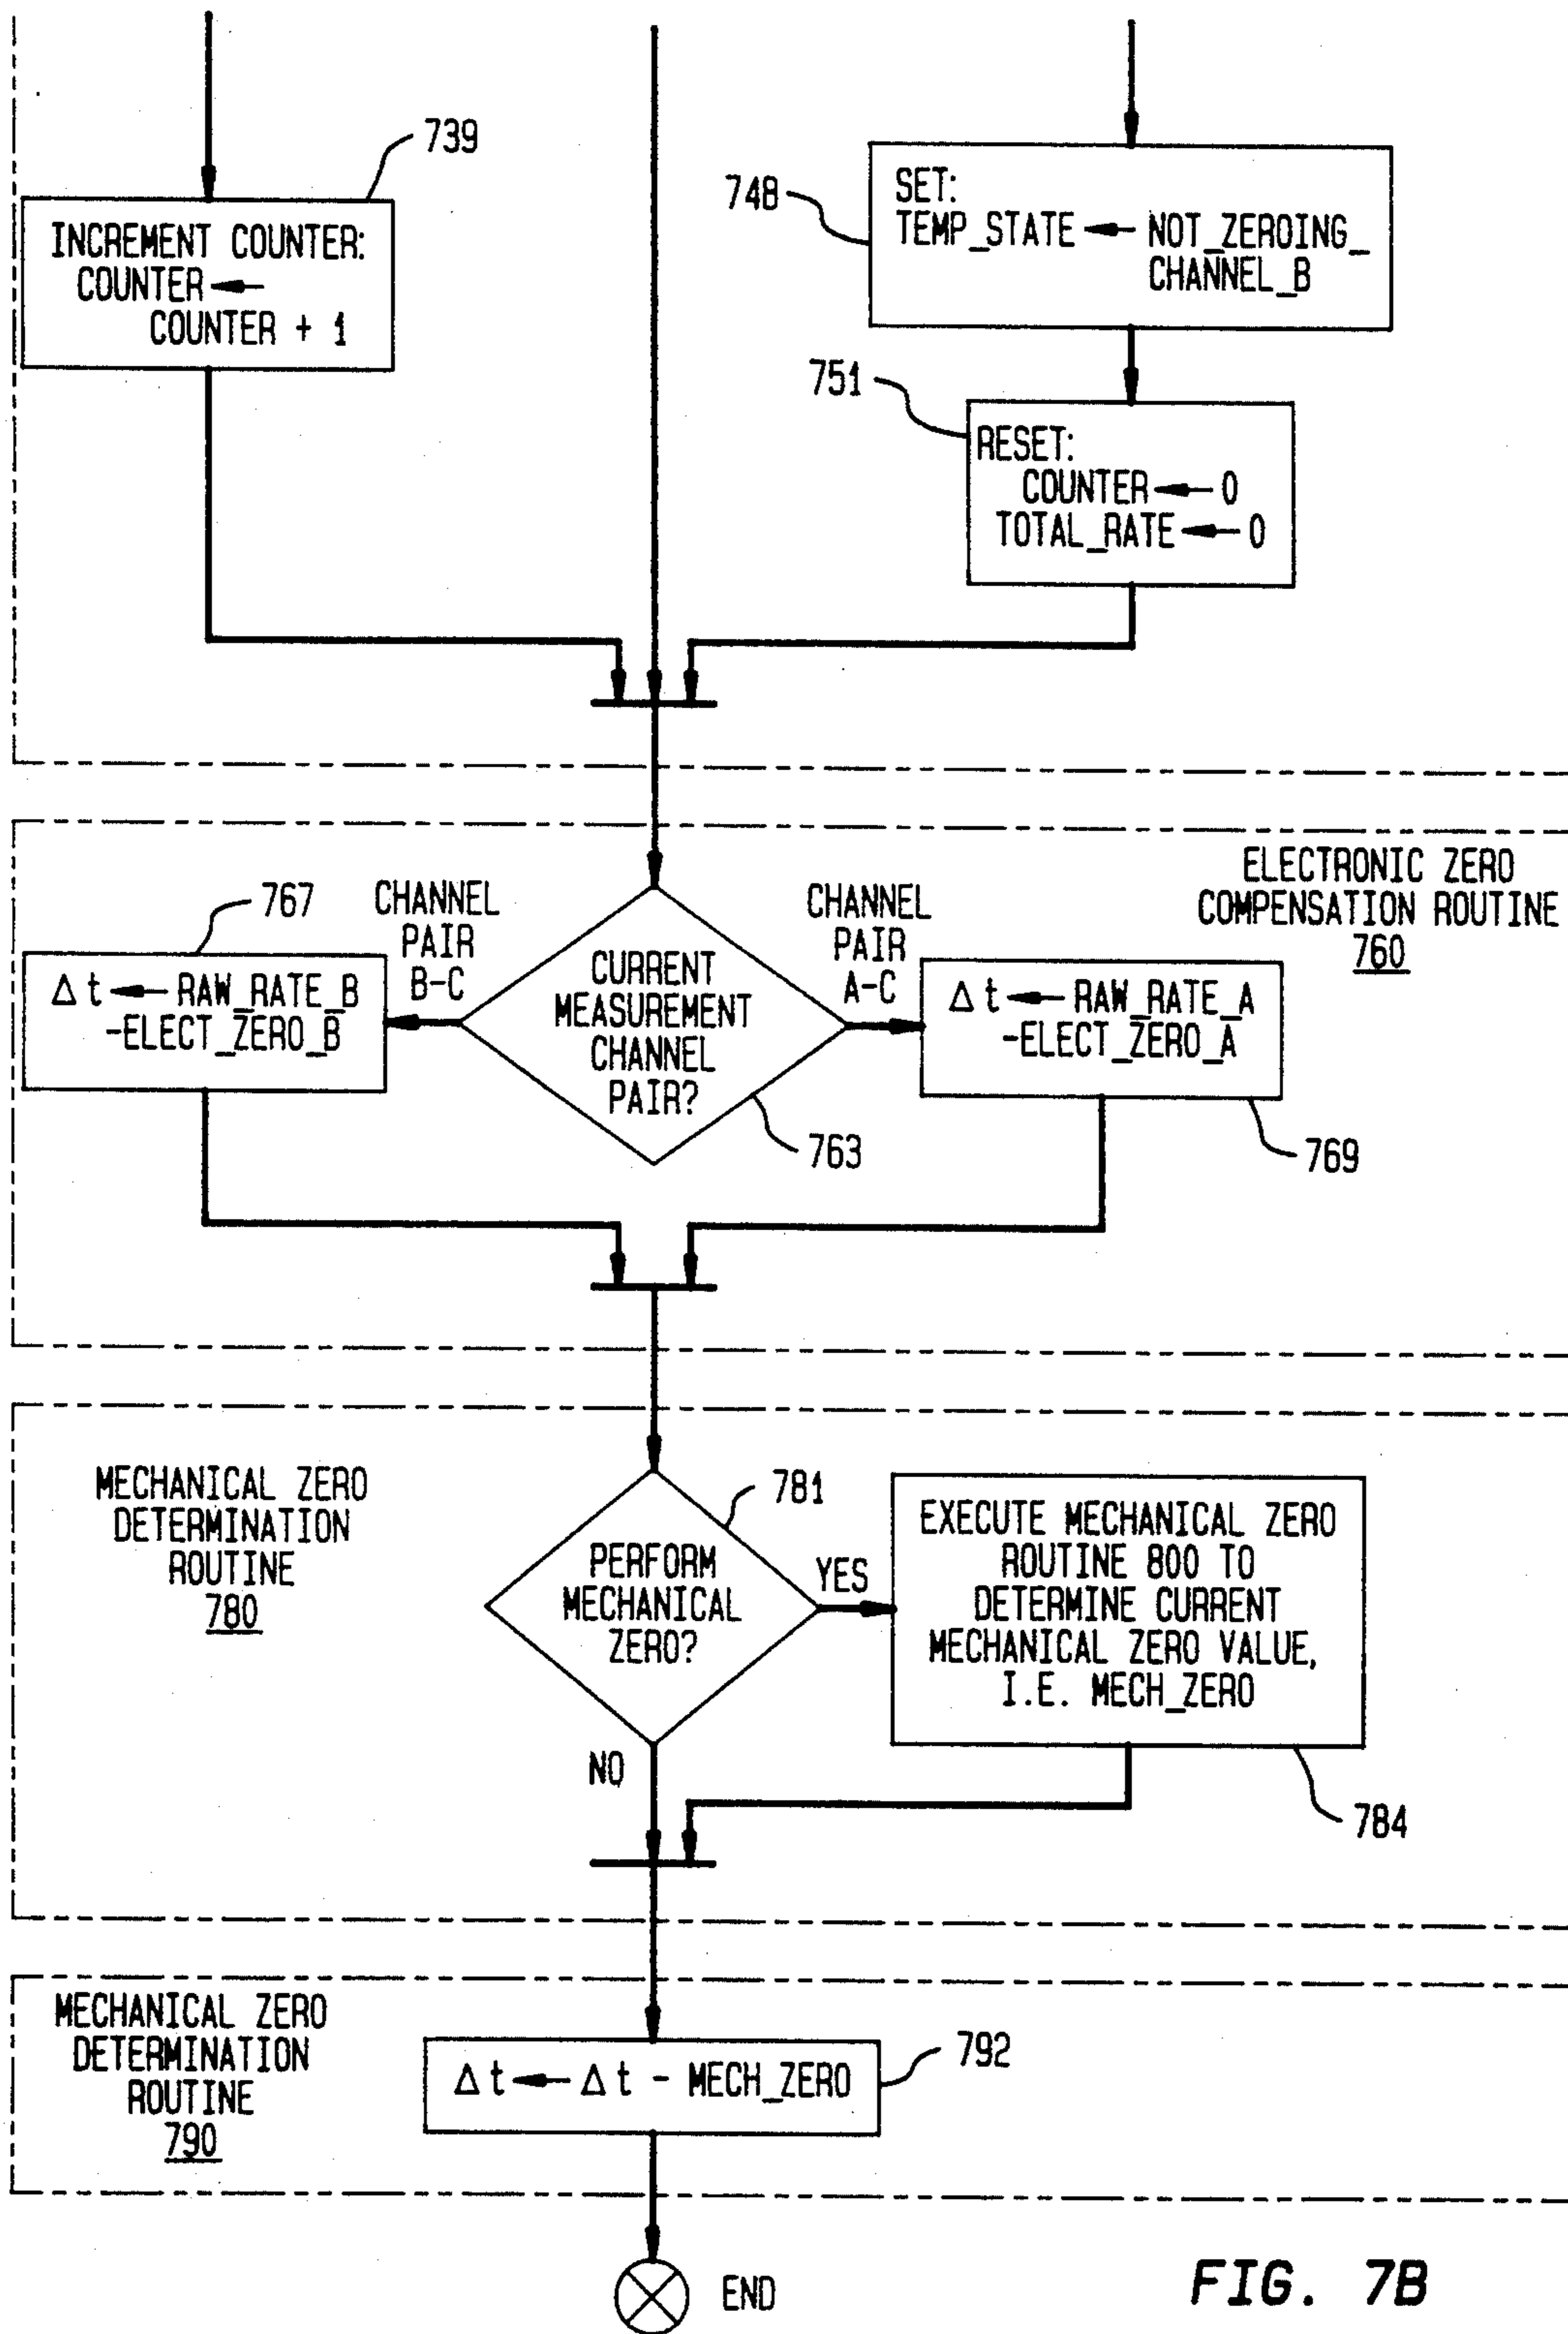 739
INCREMENT COUNTER:
COUNTER ←
COUNTER + 1
748
SET:
TEMP_STATE ← NOT_ZEROING_
CHANNEL_B
751
RESET:
COUNTER ← 0
TOTAL_RATE ← 0
ELECTRONIC ZERO
COMPENSATION ROUTINE
760
767
CHANNEL
PAIR
B-C
Δt ← RAW_RATE_B
-ELECT_ZERO_B
CURRENT
MEASUREMENT
CHANNEL
PAIR?
763
CHANNEL
PAIR
A-C
Δt ← RAW_RATE_A
-ELECT_ZERO_A
769
MECHANICAL ZERO
DETERMINATION
ROUTINE
780
781
PERFORM
MECHANICAL
ZERO?
YES
NO
EXECUTE MECHANICAL ZERO
ROUTINE 800 TO
DETERMINE CURRENT
MECHANICAL ZERO VALUE,
I.E. MECH_ZERO
784
MECHANICAL ZERO
DETERMINATION
ROUTINE
790
Δt ← Δt - MECH_ZERO
792
END
FIG. 7B